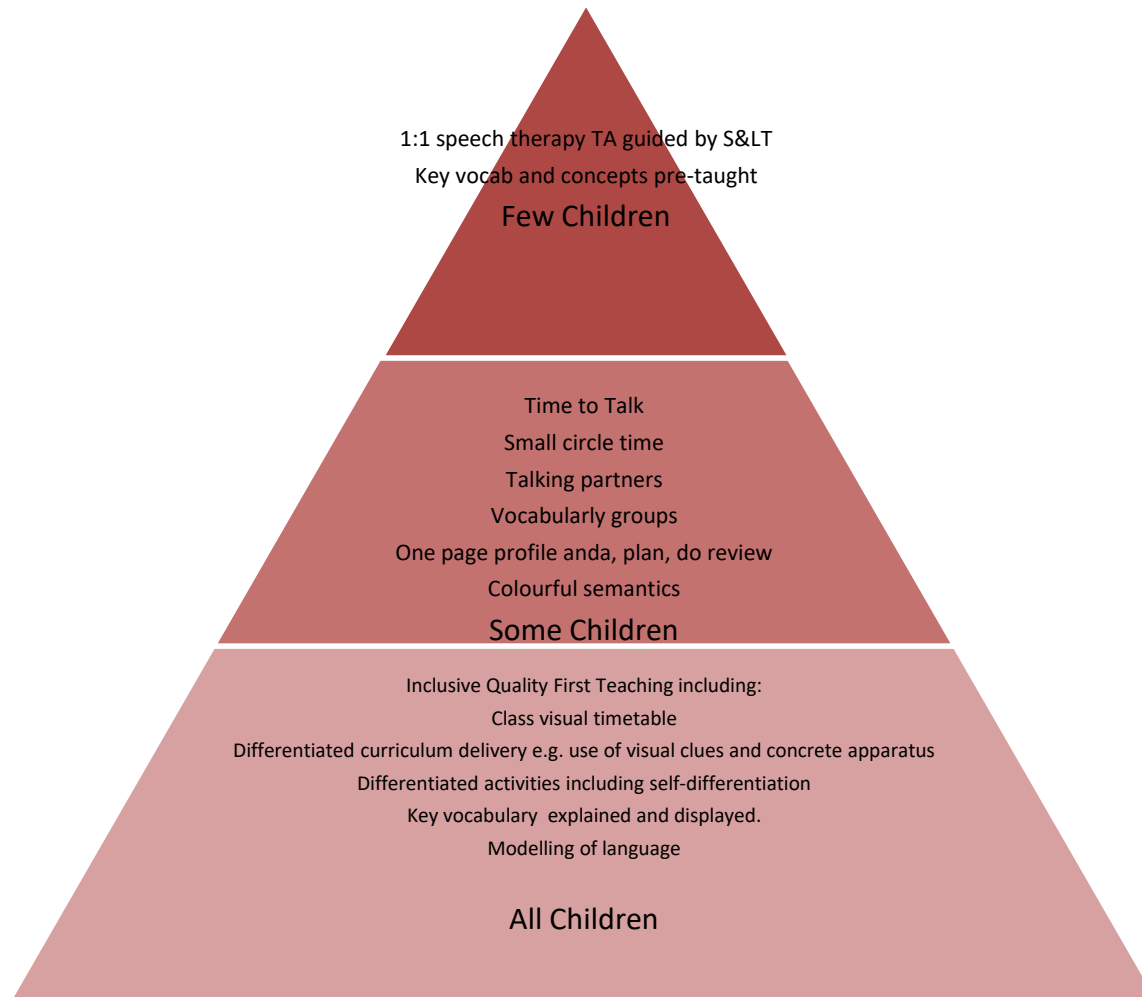 1:1 speech therapy TA guided by S&LT
Key vocab and concepts pre-taught
Few Children
Time to Talk
Small circle time
Talking partners
Vocabularly groups
One page profile anda, plan, do review
Colourful semantics
Some Children
Inclusive Quality First Teaching including:
Class visual timetable
Differentiated curriculum delivery e.g. use of visual clues and concrete apparatus
Differentiated activities including self-differentiation
Key vocabulary  explained and displayed.
Modelling of language
All Children